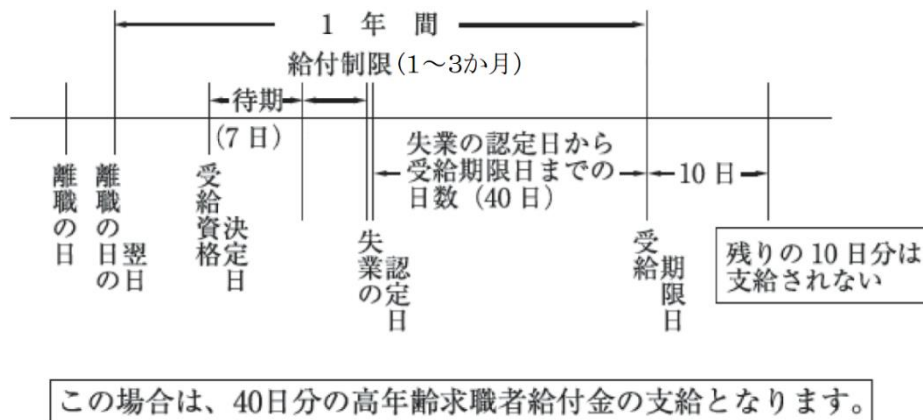 1年間
給付制限(1～3か月)
待期
(7日)
失業の認定日から
受給期限日までの
日数（40日）
10日
離職の日
離職の日の翌日
受給資格決定日
失業の認定日
受給期限日
残りの10日分は
支給されない
この場合は、40日分の高年齢求職者給付金の支給となります。